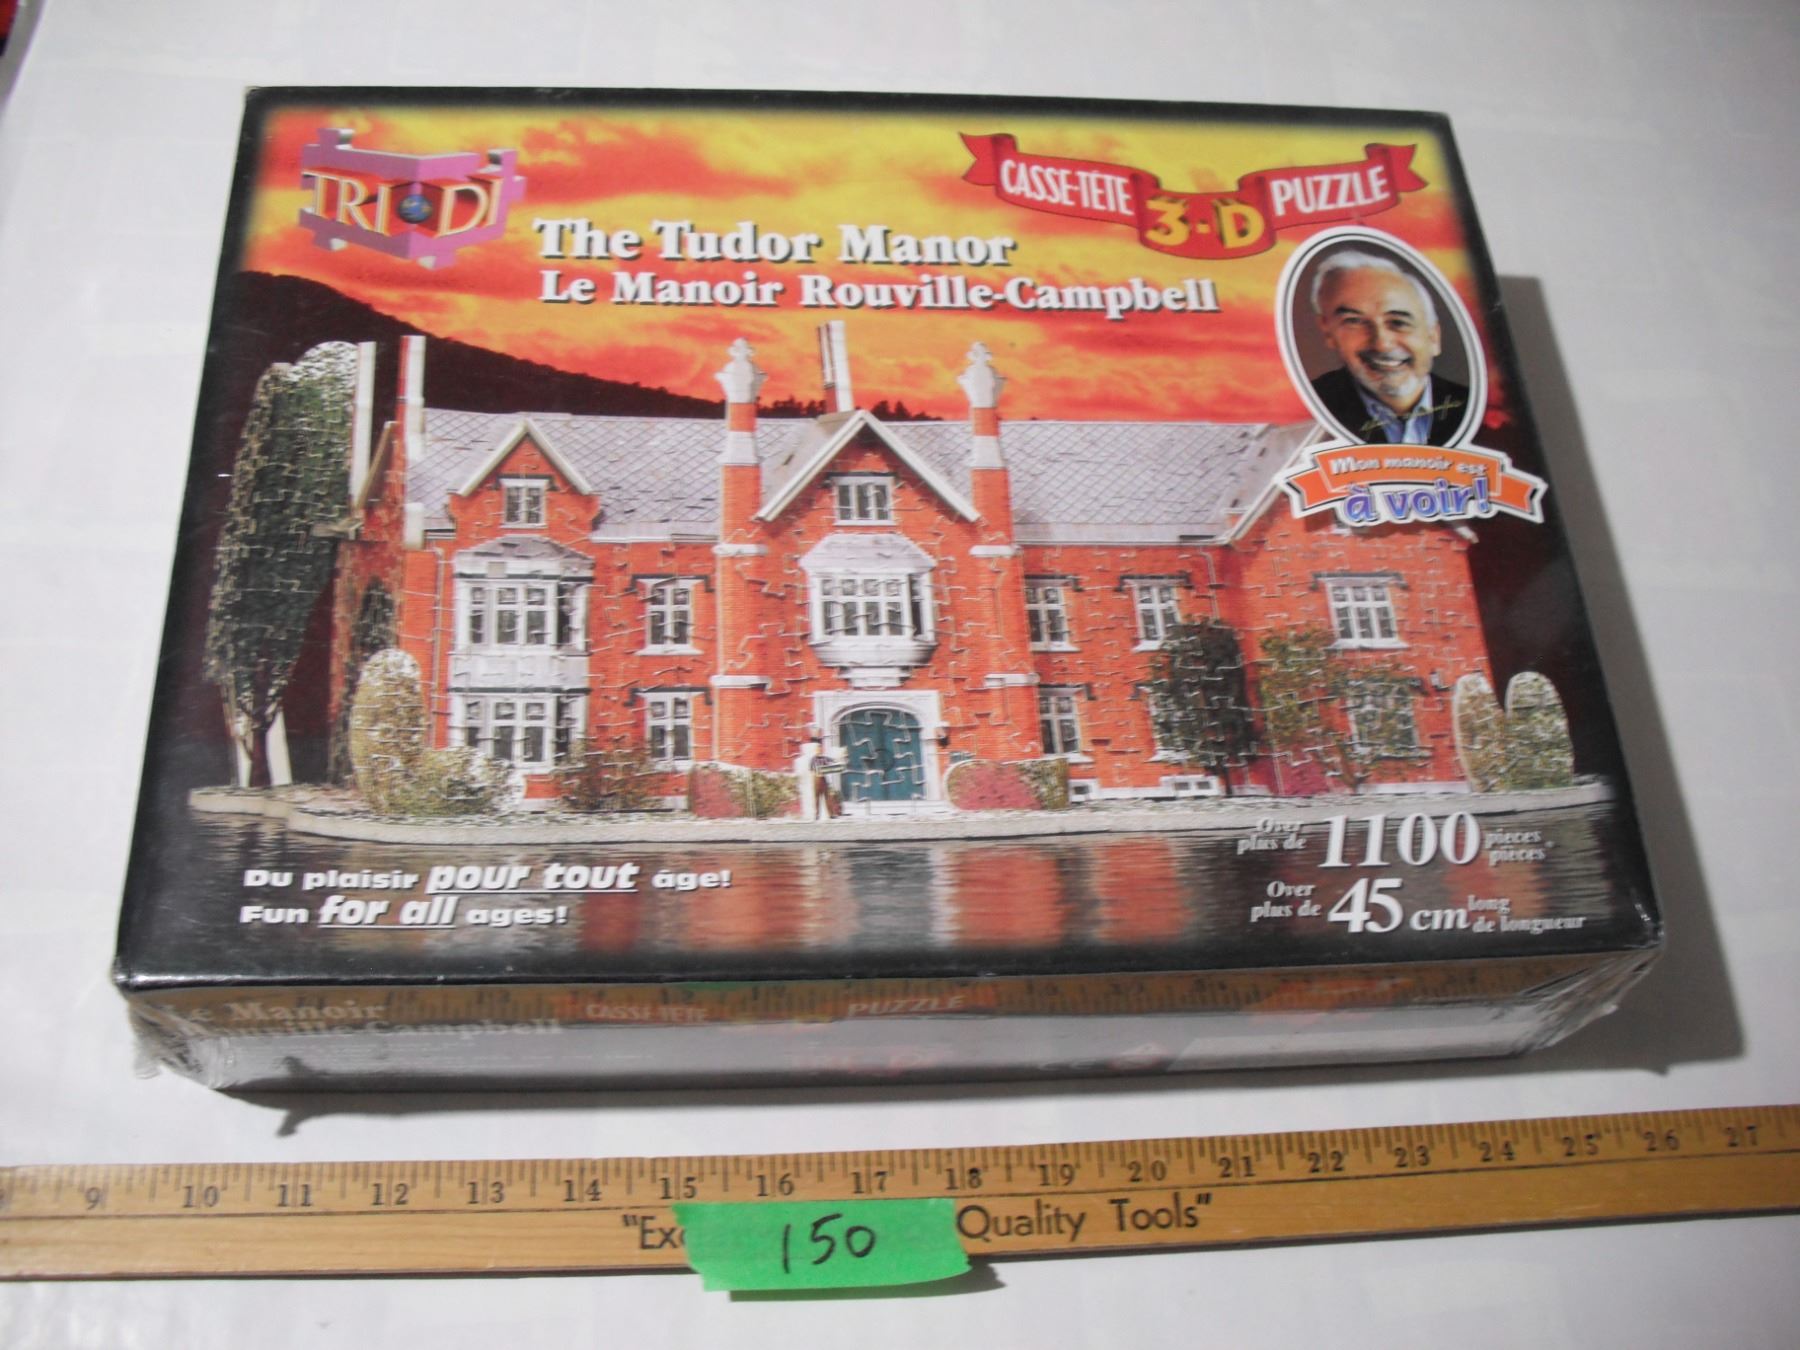 TRI DI
CASSE-TÊTE 3-D PUZZLE
The Tudor Manor
Le Manoir Rouville-Campbell
Mon manoir est
à voir!
Over
plus de 1100 pieces
pièces
Over
plus de 45 cm long
de longueur
Du plaisir pour tout âge!
Fun for all ages!
Manoir
Campbell
CASSE-TÊTE PUZZLE
9 10 11 12 13 14 15 16 17 18 19 20 21 22 23 24 25 26 27
"Ex Quality Tools"
150